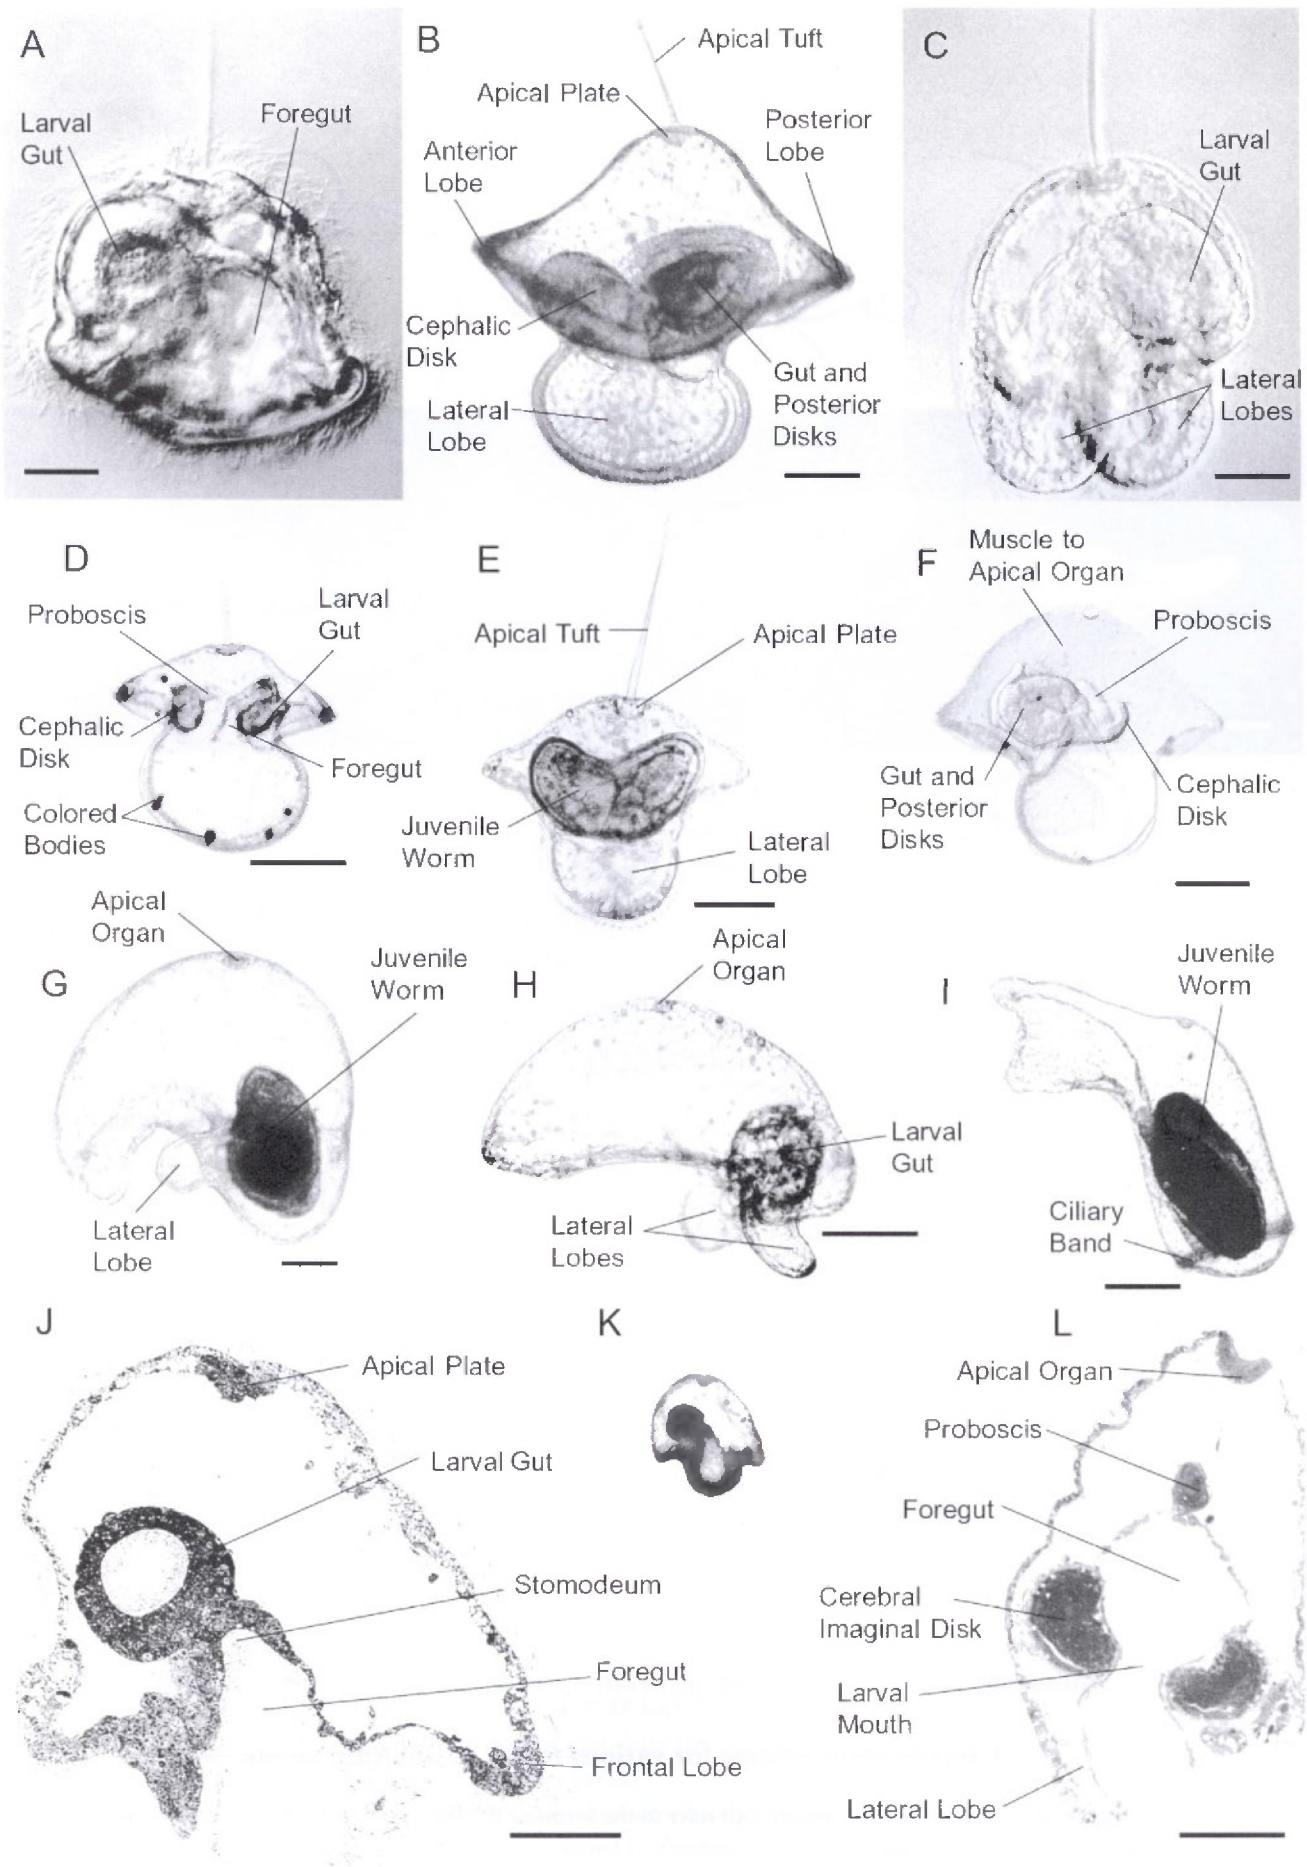 A
Larval
Gut
Foregut
B
Apical Tuft
Apical Plate
Anterior
Lobe
Posterior
Lobe
Cephalic
Disk
Lateral
Lobe
Gut and
Posterior
Disks
C
Larval
Gut
Lateral
Lobes
D
Proboscis
Larval
Gut
Cephalic
Disk
Foregut
Colored
Bodies
E
Apical Tuft
Apical Plate
Juvenile
Worm
Lateral
Lobe
F
Muscle to
Apical Organ
Proboscis
Gut and
Posterior
Disks
Cephalic
Disk
G
Apical
Organ
Juvenile
Worm
Lateral
Lobe
H
Apical
Organ
Larval
Gut
Lateral
Lobes
I
Juvenile
Worm
Ciliary
Band
J
Apical Plate
Larval Gut
Stomodeum
Foregut
Frontal Lobe
K
L
Apical Organ
Proboscis
Foregut
Cerebral
Imaginal Disk
Larval
Mouth
Lateral Lobe